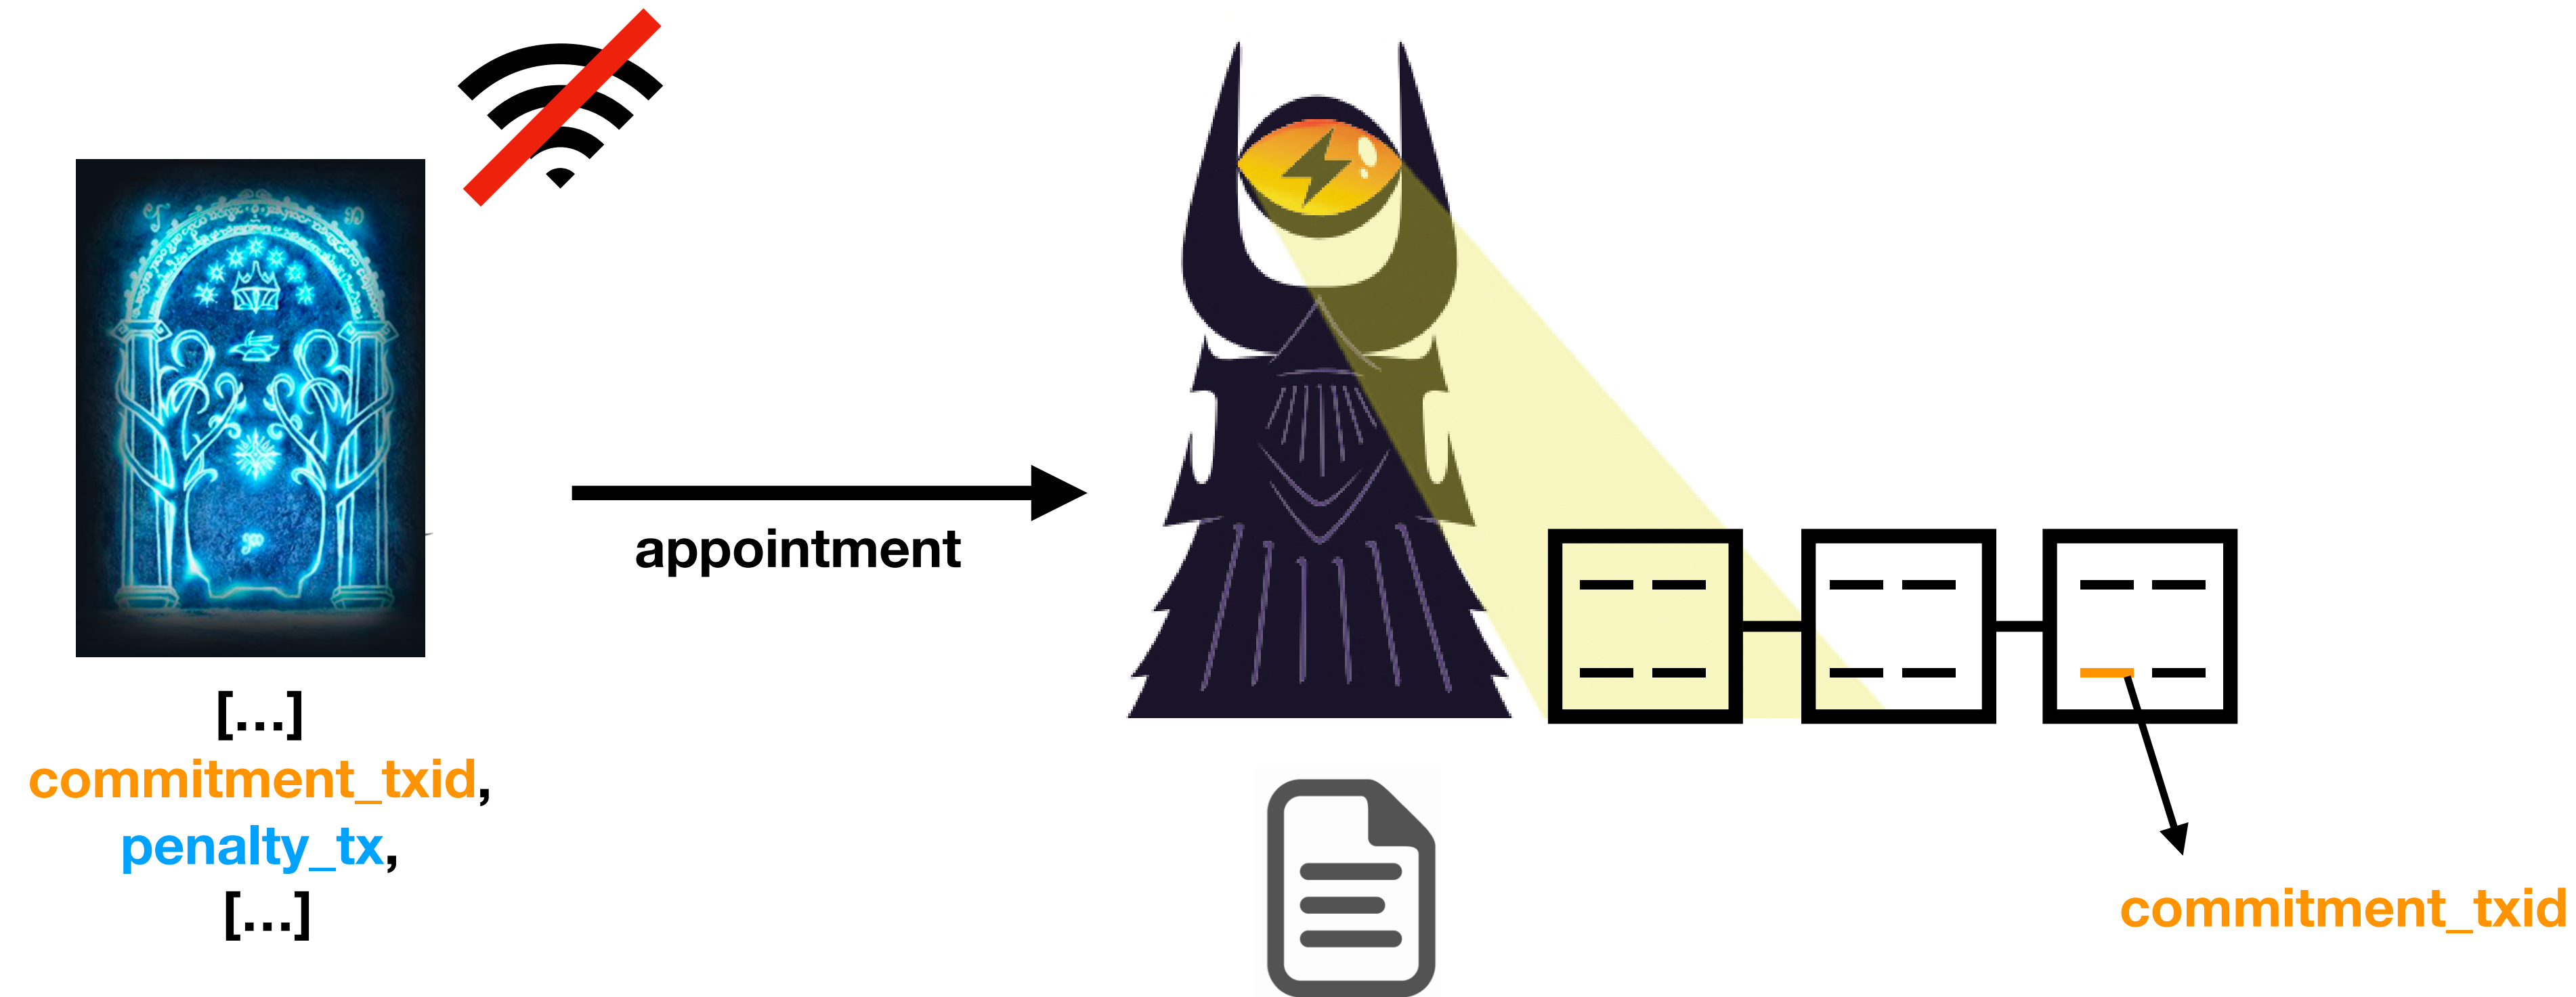 appointment
[...]
commitment_txid,
penalty_tx,
[...]
commitment_txid